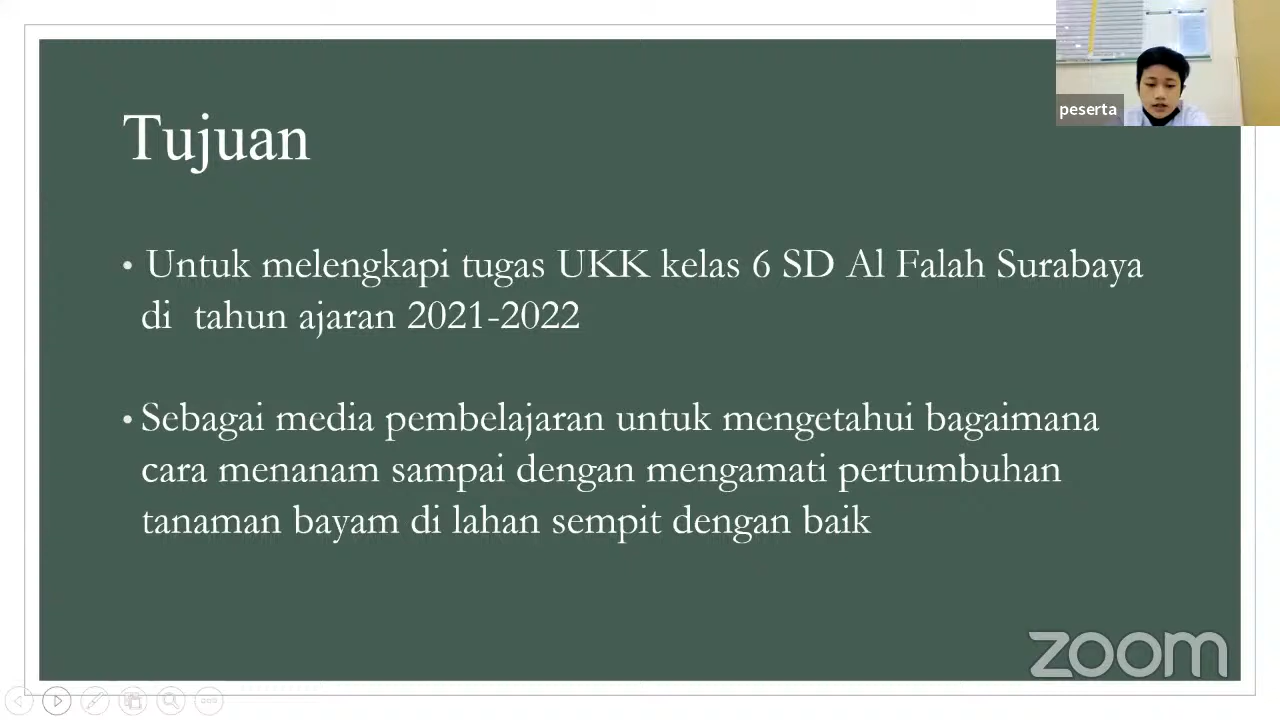 peserta
Tujuan
• Untuk melengkapi tugas UKK kelas 6 SD Al Falah Surabaya
di tahun ajaran 2021-2022
• Sebagai media pembelajaran untuk mengetahui bagaimana
cara menanam sampai dengan mengamati pertumbuhan
tanaman bayam di lahan sempit dengan baik
zoom